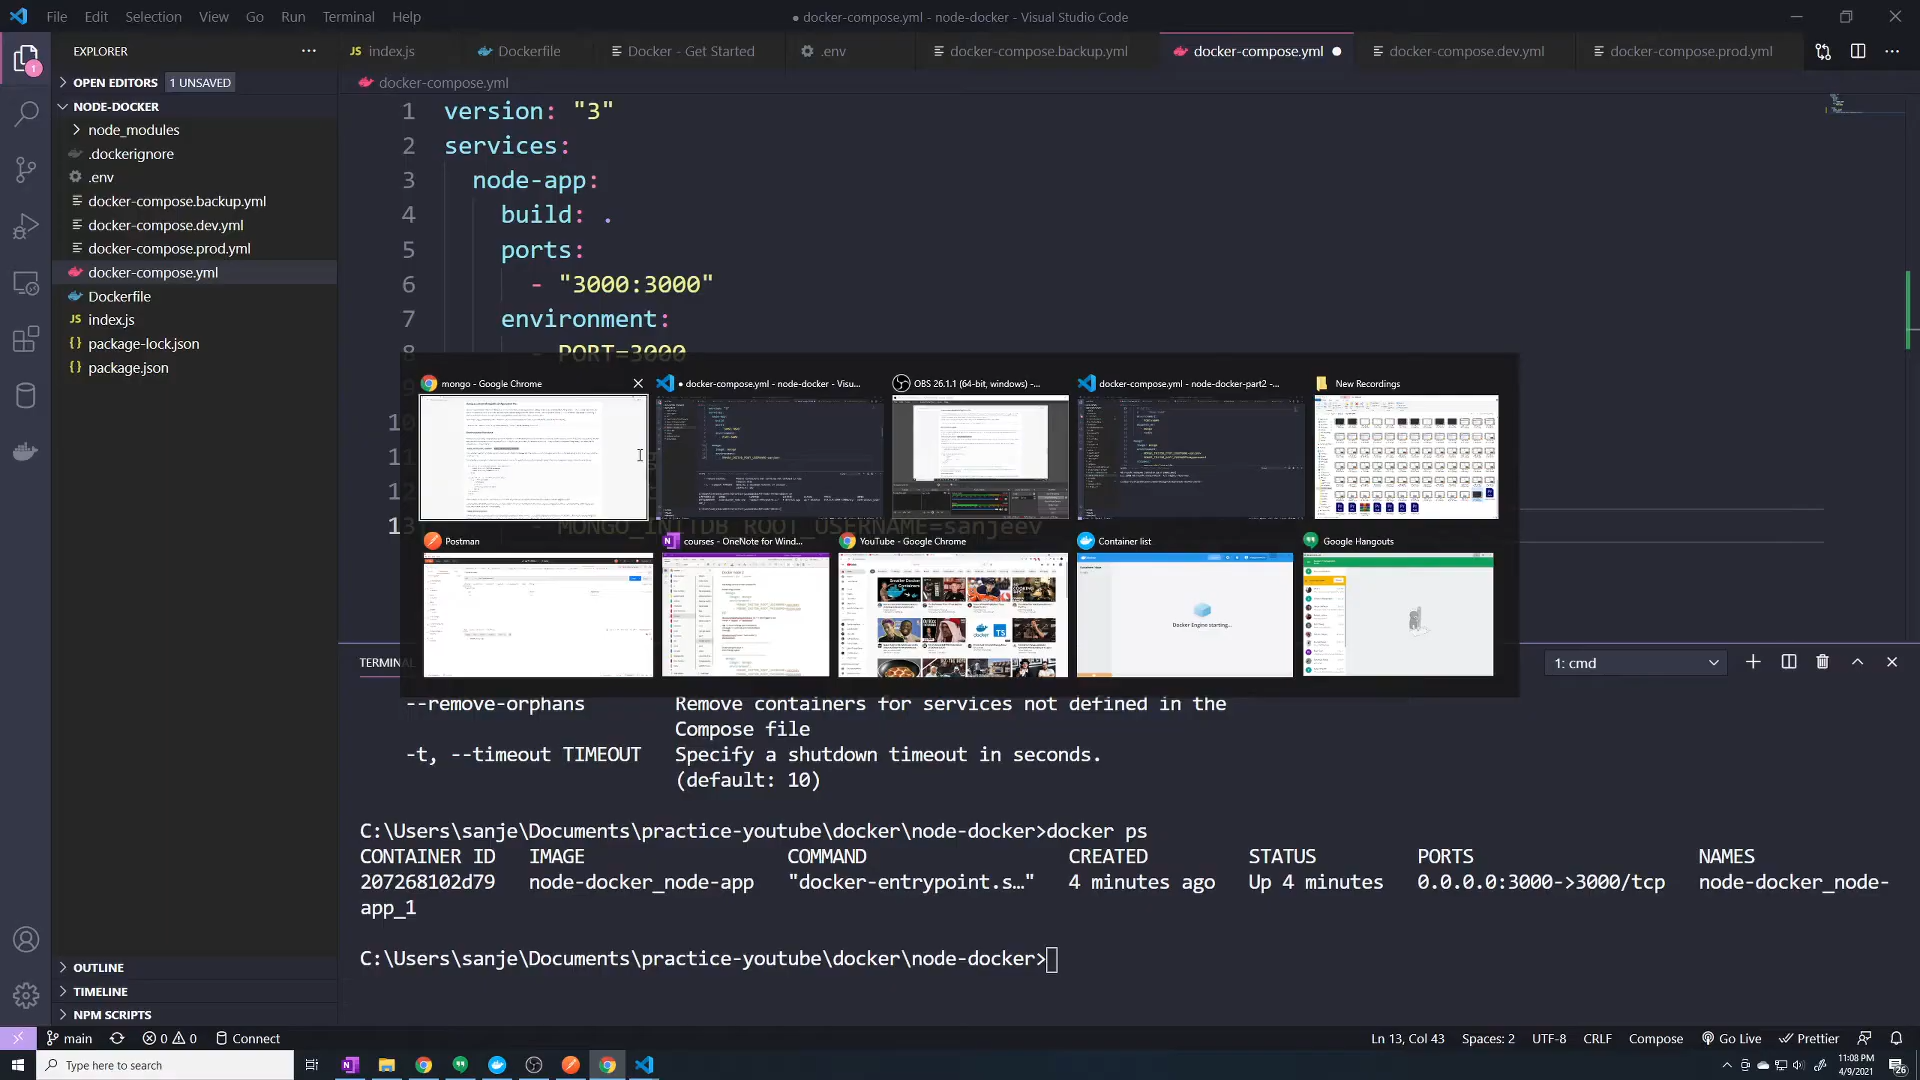 File Edit Selection View Go Run Terminal Help
● docker-compose.yml - node-docker - Visual Studio Code
EXPLORER
index.js
Dockerfile
Docker - Get Started
.env
docker-compose.backup.yml
docker-compose.yml
docker-compose.dev.yml
docker-compose.prod.yml
OPEN EDITORS 1 UNSAVED
NODE-DOCKER
node_modules
.dockerignore
.env
docker-compose.backup.yml
docker-compose.dev.yml
docker-compose.prod.yml
docker-compose.yml
Dockerfile
JS index.js
{} package-lock.json
{} package.json
OUTLINE
TIMELINE
NPM SCRIPTS
docker-compose.yml
1 version: "3"
2 services:
3 node-app:
4 build: .
5 ports:
6 - "3000:3000"
7 environment:
8 - PORT=3000
13 - MONGO_INITDB_ROOT_USERNAME=sanjeev
mongo - Google Chrome
● docker-compose.yml - node-docker - Visu...
OBS 26.1.1 (64-bit, windows) -...
docker-compose.yml - node-docker-part2 -...
New Recordings
Postman
courses - OneNote for Wind...
YouTube - Google Chrome
Container list
Google Hangouts
Docker Engine starting...
1: cmd
--remove-orphans Remove containers for services not defined in the
Compose file
-t, --timeout TIMEOUT Specify a shutdown timeout in seconds.
(default: 10)
C:\Users\sanje\Documents\practice-youtube\docker\node-docker>docker ps
CONTAINER ID IMAGE COMMAND CREATED STATUS PORTS NAMES
207268102d79 node-docker_node-app "docker-entrypoint.s…" 4 minutes ago Up 4 minutes 0.0.0.0:3000->3000/tcp node-docker_node-
app_1
C:\Users\sanje\Documents\practice-youtube\docker\node-docker>
main 0 0 Connect
Ln 13, Col 43 Spaces: 2 UTF-8 CRLF Compose Go Live Prettier
Type here to search
11:08 PM
4/9/2021
26